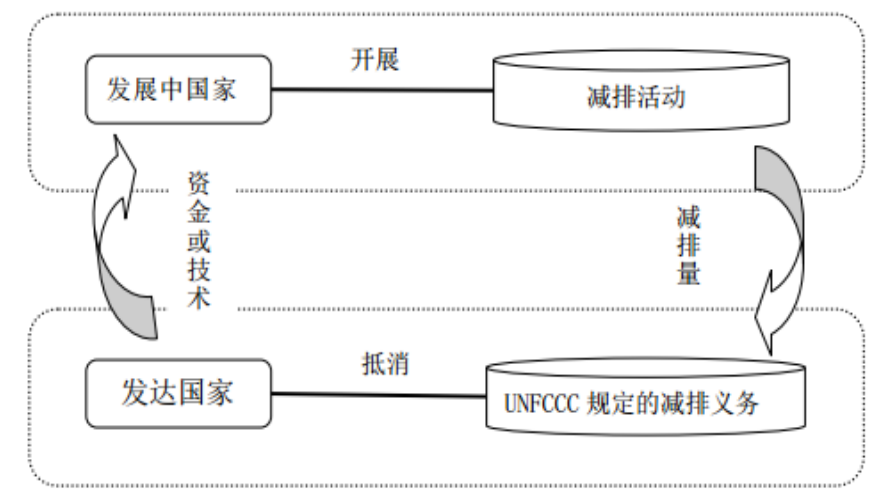 开展
发展中国家
减排活动
资金或技术
减排量
抵消
发达国家
UNFCCC 规定的减排义务